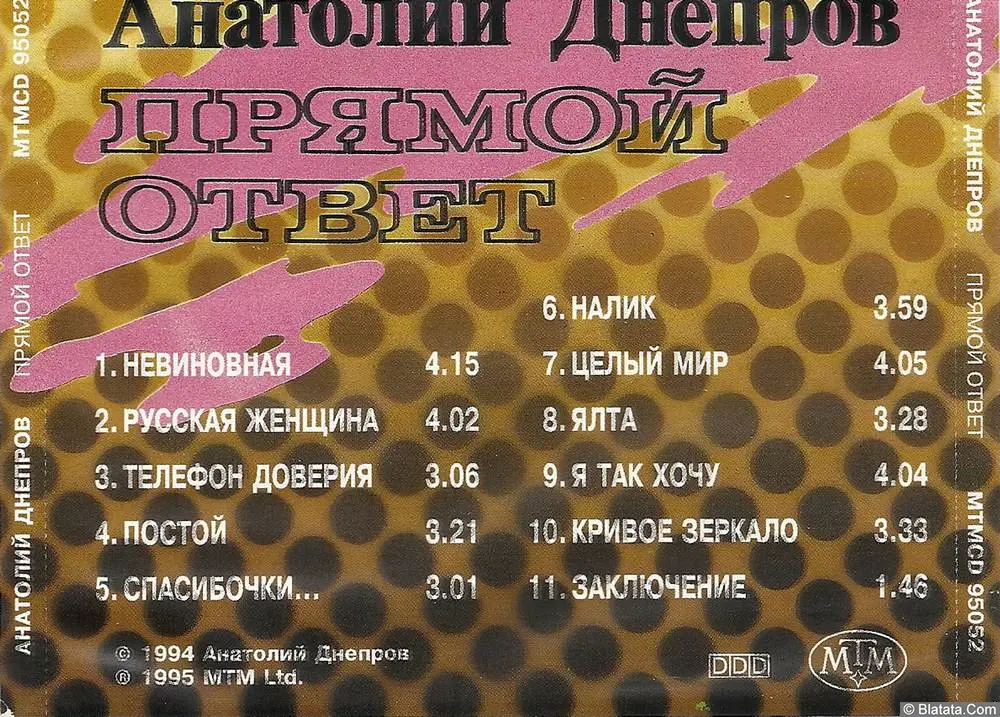 Анатолий Днепров
ПРЯМОЙ
ОТВЕТ
1. НЕВИНОВНАЯ 4.15
2. РУССКАЯ ЖЕНЩИНА 4.02
3. ТЕЛЕФОН ДОВЕРИЯ 3.06
4. ПОСТОЙ 3.21
5. СПАСИБОЧКИ... 3.01
6. НАЛИК 3.59
7. ЦЕЛЫЙ МИР 4.05
8. ЯЛТА 3.28
9. Я ТАК ХОЧУ 4.04
10. КРИВОЕ ЗЕРКАЛО 3.33
11. ЗАКЛЮЧЕНИЕ 1.46
© 1994 Анатолий Днепров
® 1995 МТМ Ltd.
DDD
МТМ
АНАТОЛИЙ ДНЕПРОВ ПРЯМОЙ ОТВЕТ MTMCD 95052
АНАТОЛИЙ ДНЕПРОВ ПРЯМОЙ ОТВЕТ MTMCD 95052
© Blatata.Com